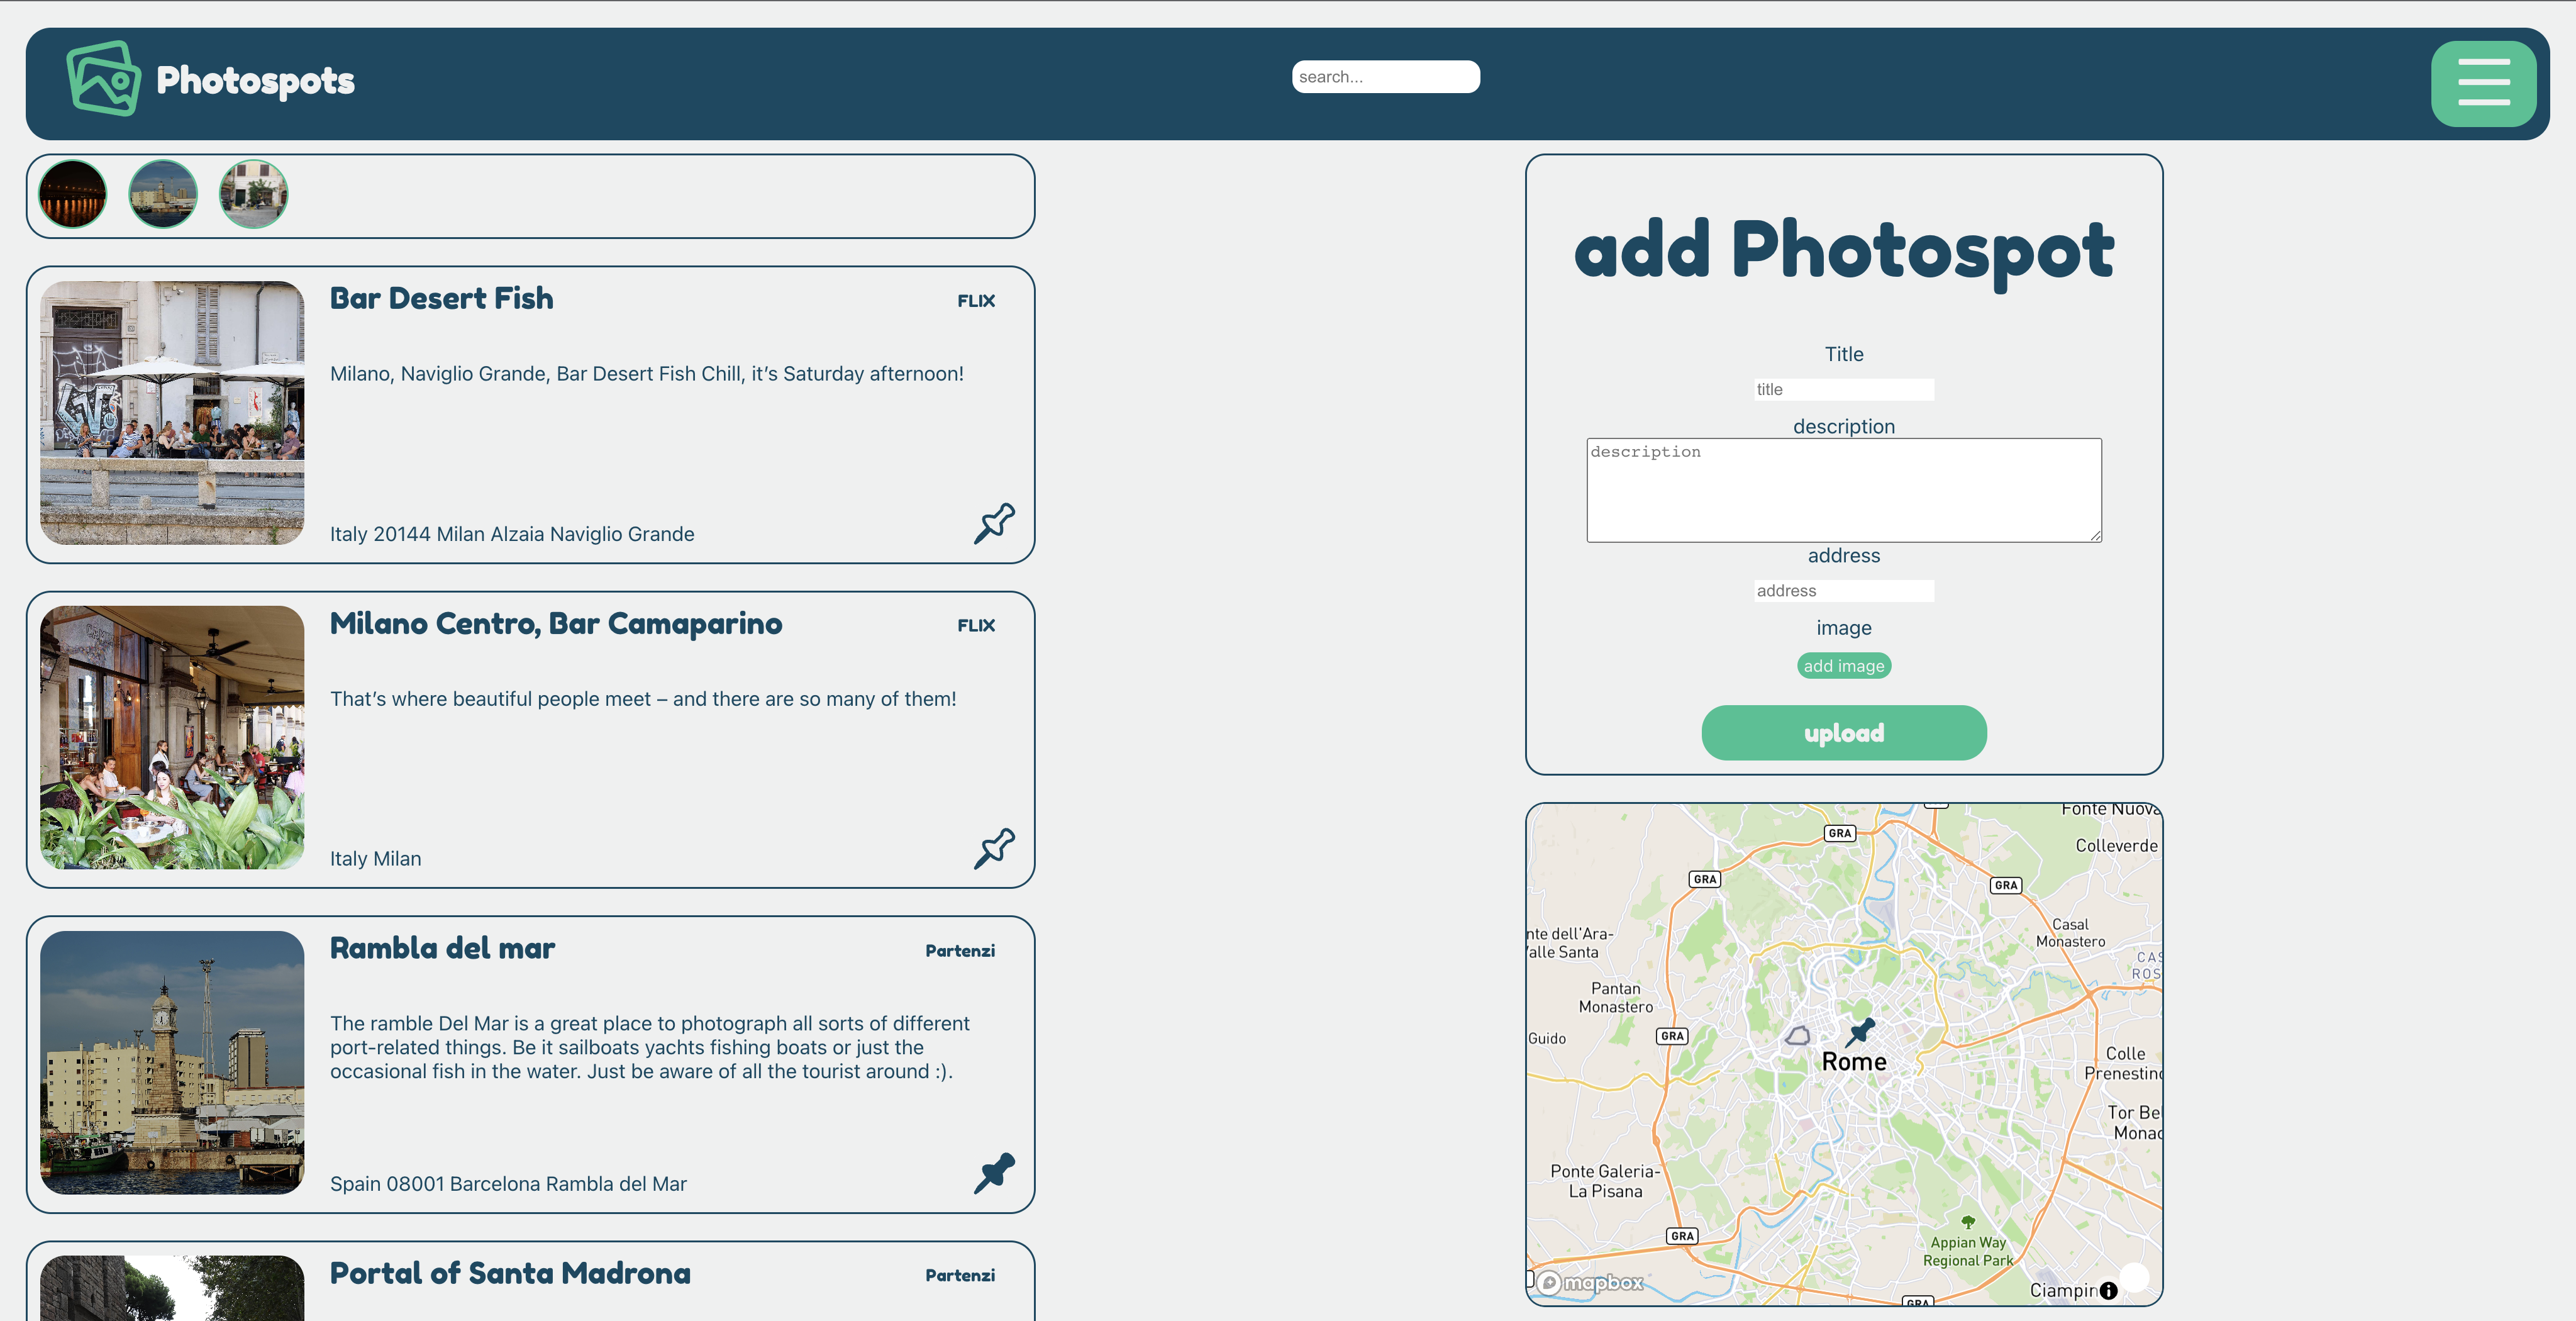 Photospots
search...
Bar Desert Fish
FLIX
Milano, Naviglio Grande, Bar Desert Fish Chill, it’s Saturday afternoon!
Italy 20144 Milan Alzaia Naviglio Grande
Milano Centro, Bar Camaparino
FLIX
That’s where beautiful people meet – and there are so many of them!
Italy Milan
Rambla del mar
Partenzi
The ramble Del Mar is a great place to photograph all sorts of different
port-related things. Be it sailboats yachts fishing boats or just the
occasional fish in the water. Just be aware of all the tourist around :).
Spain 08001 Barcelona Rambla del Mar
Portal of Santa Madrona
Partenzi
add Photospot
Title
title
description
description
address
address
image
add image
upload
Fonte Nuova
GRA
Colleverde
GRA
GRA
Casal
Monastero
nte dell'Ara-
Valle Santa
CAS
ROS
Pantan
Monastero
GRA
Guido
Rome
Colle
Prenestino
Tor Be
Monac
Ponte Galeria-
La Pisana
GRA
Appian Way
Regional Park
mapbox
Ciampin
GRA